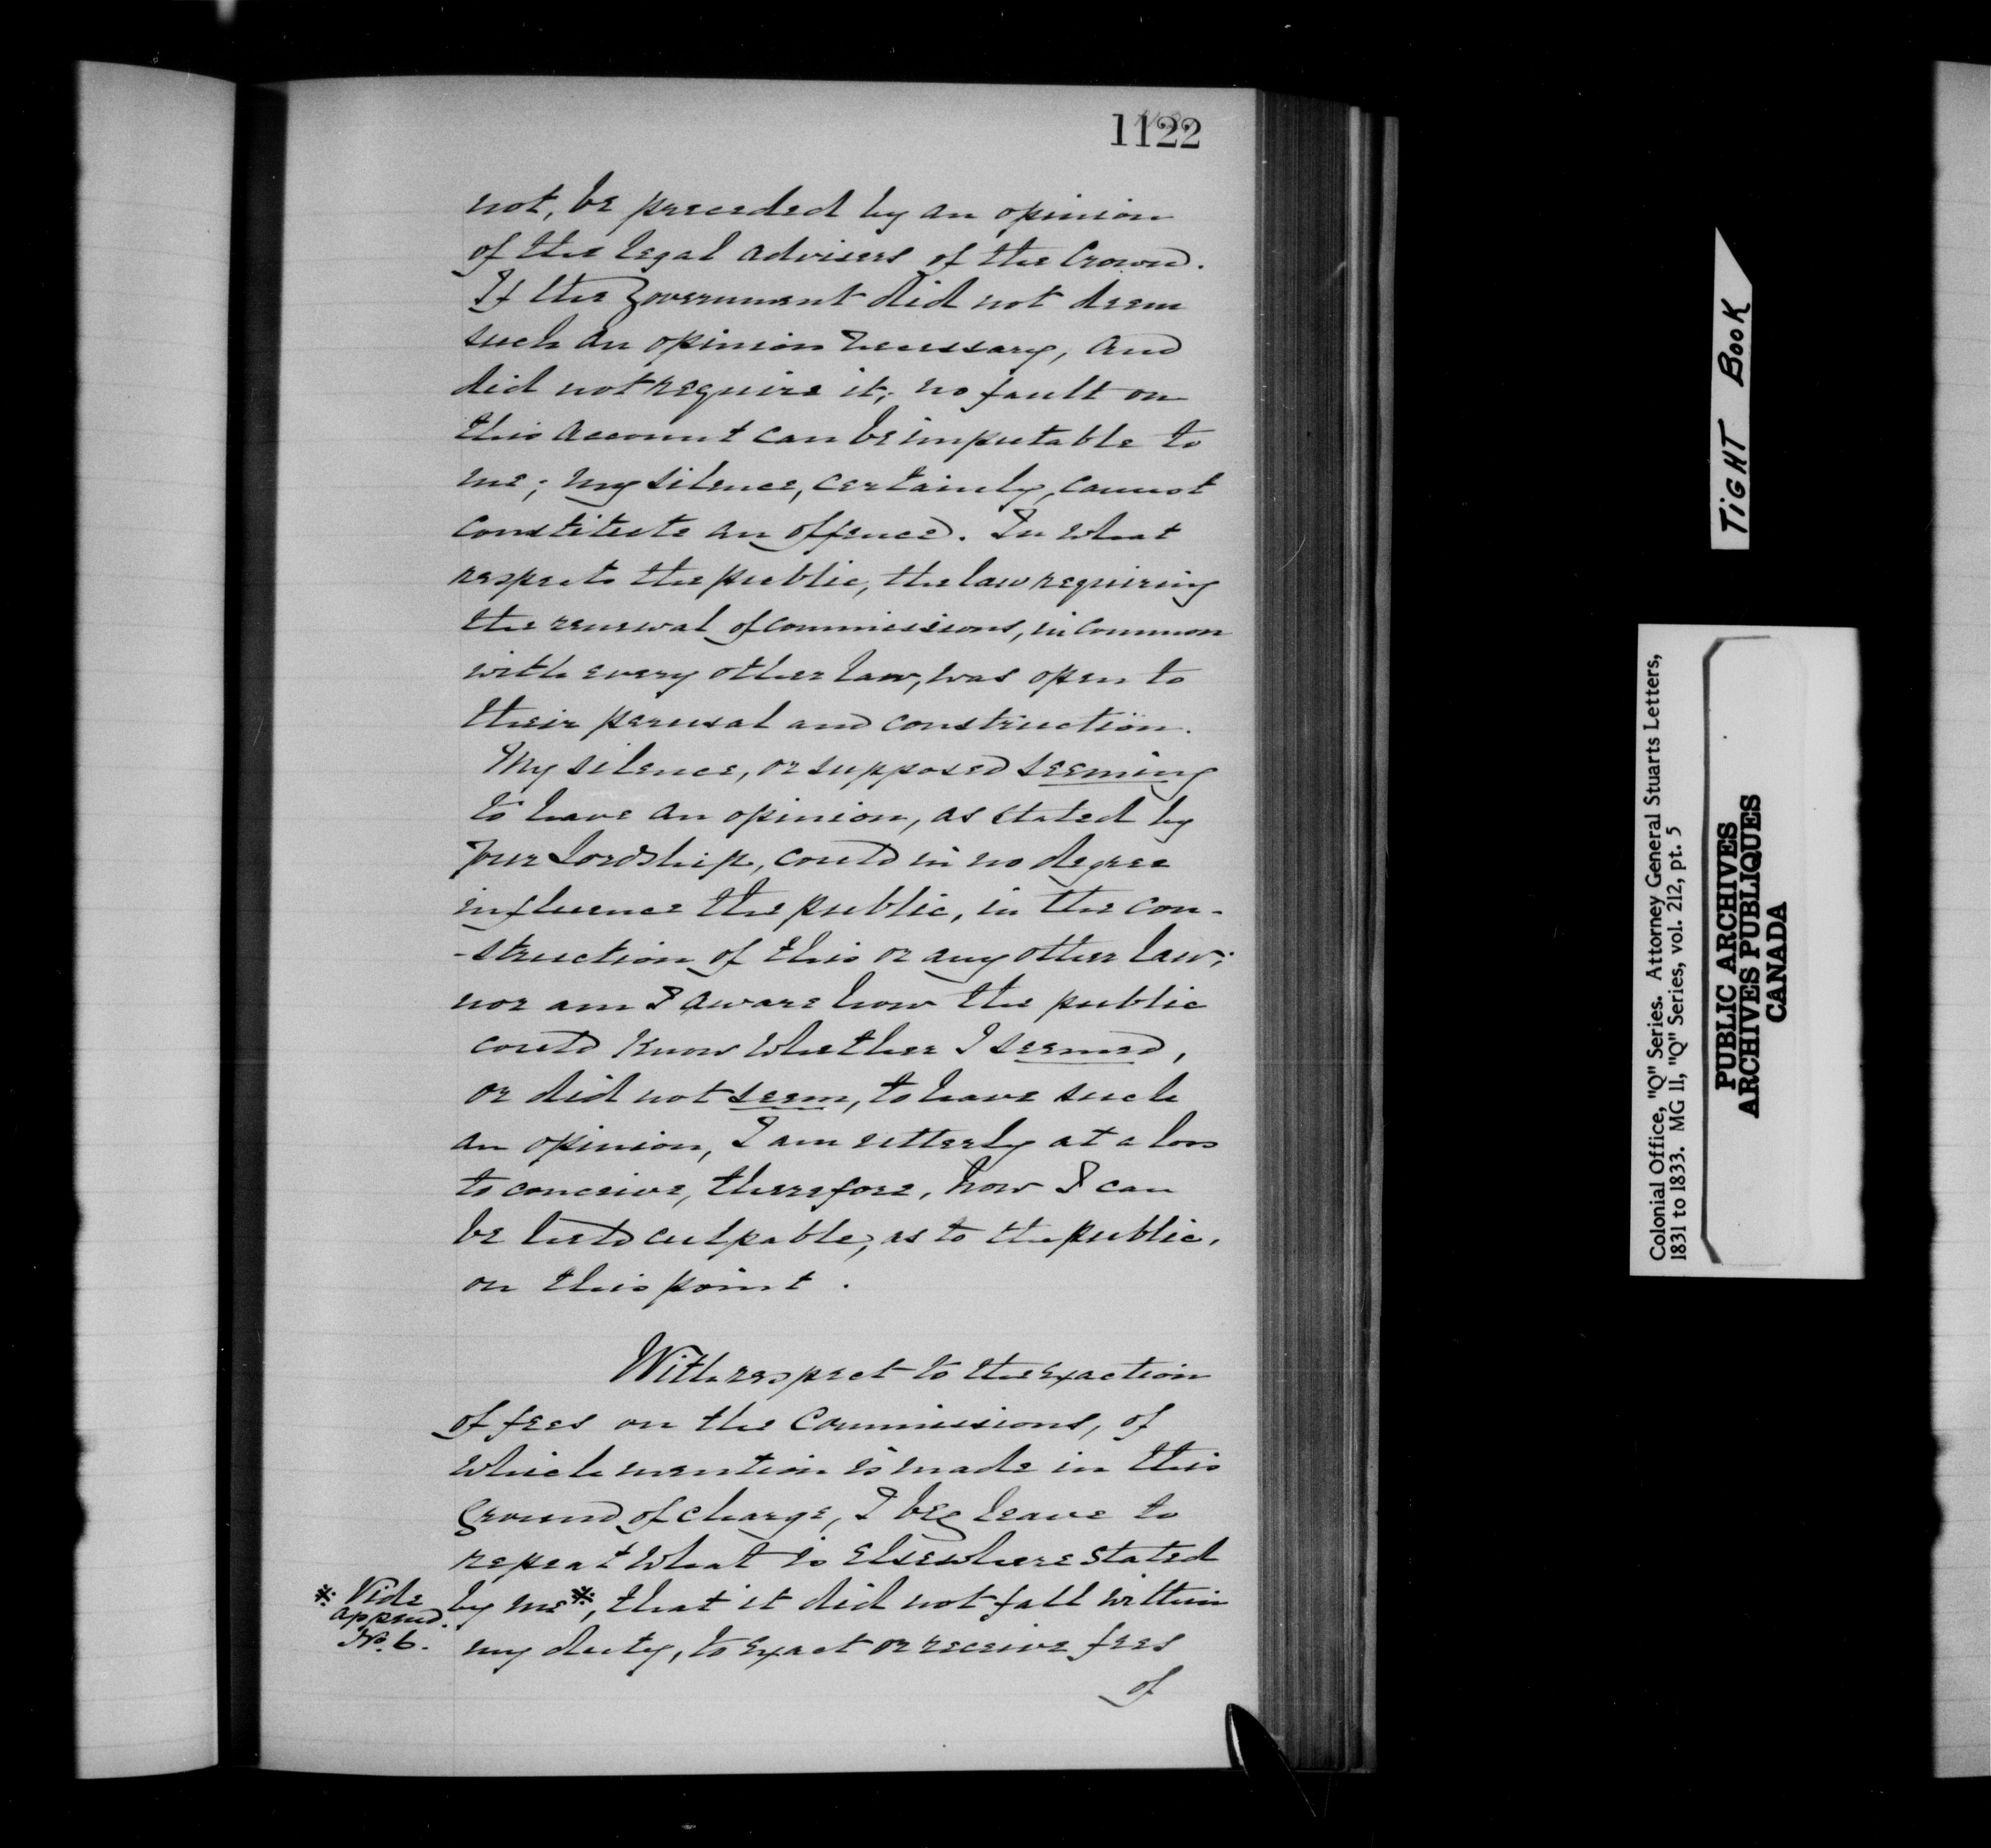 1122
not, be preceded by an opinion
of the legal advisers of the Crown.
If the Government did not deem
such an opinion necessary, and
did not require it, no fault on
this account can be imputable to
me; my silence, certainly, cannot
constitute an offence. In what
respects the public, the law requiring
the renewal of commissions, in common
with every other law, was open to
their perusal and construction.
My silence, or supposed seeming
to have an opinion, as stated by
Your Lordship, could in no degree
influence the public, in the con-
-struction of this or any other law;
nor am I aware how the public
could know whether I seemed,
or did not seem, to have such
an opinion, I am utterly at a loss
to conceive, therefore, how I can
be held culpable, as to the public,
on this point.
With respect to the exaction
of fees on the Commissions, of
which mention is made in this
ground of charge, I beg leave to
repeat what is elsewhere stated
by me*, that it did not fall within
my duty, to exact or receive fees
of
* Vide
append.
No. 6.
TIGHT BOOK
Colonial Office, "Q" Series. Attorney General Stuarts Letters,
1831 to 1833. MG 11, "Q" Series, vol. 212, pt. 5
PUBLIC ARCHIVES
ARCHIVES PUBLIQUES
CANADA